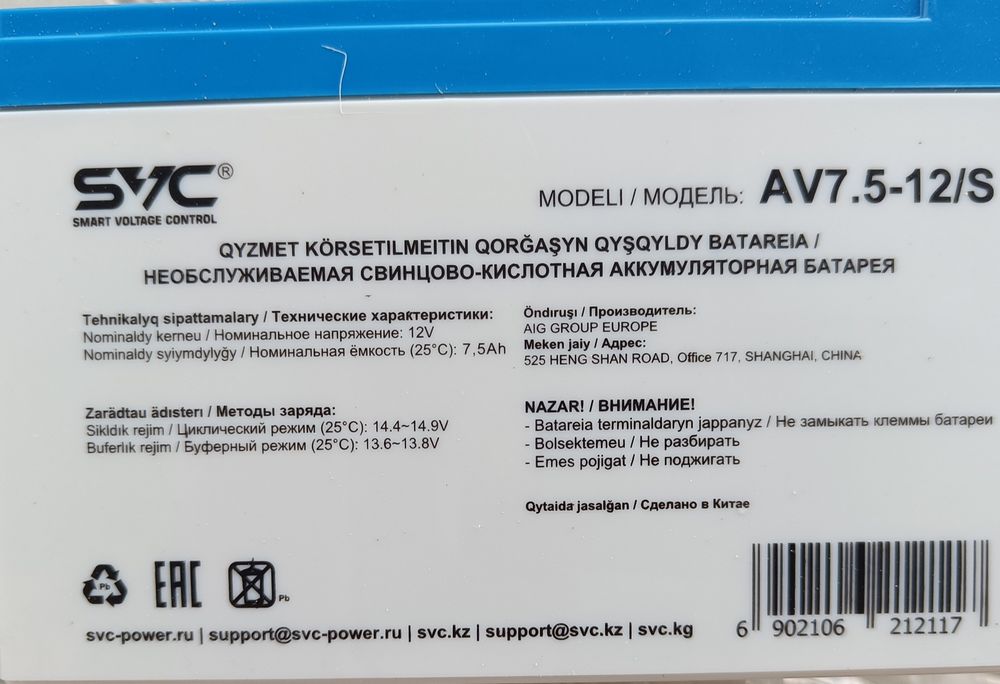 SVC®
SMART VOLTAGE CONTROL
MODELI / МОДЕЛЬ: AV7.5-12/S
QYZMET KÖRSETILMEITIN QORĞAŞYN QYŞQYLDY BATAREIA /
НЕОБСЛУЖИВАЕМАЯ СВИНЦОВО-КИСЛОТНАЯ АККУМУЛЯТОРНАЯ БАТАРЕЯ
Tehnikalyq sipattamalary / Технические характеристики:
Nominaldy kerneu / Номинальное напряжение: 12V
Nominaldy syiymdylyğy / Номинальная ёмкость (25°C): 7,5Ah
Öndıruşı / Производитель:
AIG GROUP EUROPE
Meken jaiy / Адрес:
525 HENG SHAN ROAD, Office 717, SHANGHAI, CHINA
Zarädtau ädısterı / Методы заряда:
Sikldık rejim / Циклический режим (25°C): 14.4~14.9V
Buferlık rejim / Буферный режим (25°C): 13.6~13.8V
NAZAR! / ВНИМАНИЕ!
- Batareia terminaldaryn jappanyz / Не замыкать клеммы батареи
- Bolsektemeu / Не разбирать
- Emes pojigat / Не поджигать
Qytaida jasalğan / Сделано в Китае
Pb
EAC
Pb
svc-power.ru | support@svc-power.ru | svc.kz | support@svc.kz | svc.kg
6 902106 212117